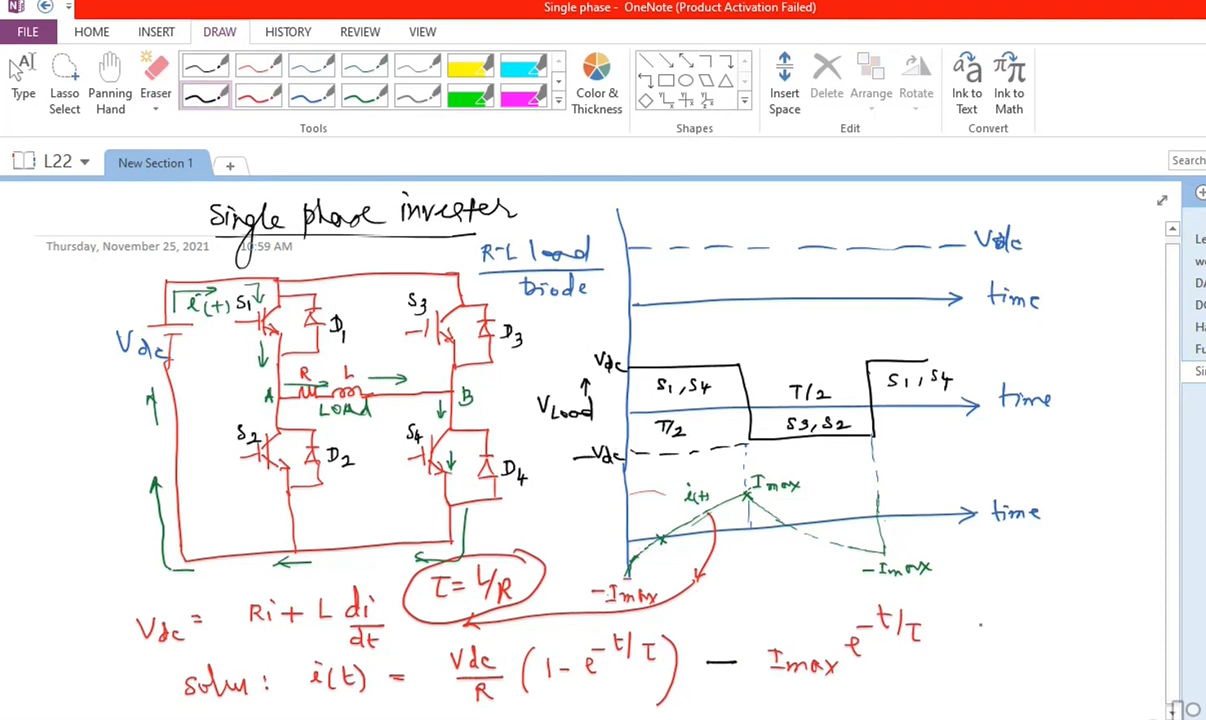 Single phase - OneNote (Product Activation Failed)
FILE HOME INSERT DRAW HISTORY REVIEW VIEW
Type
Lasso Select
Panning Hand
Eraser
Color & Thickness
Insert Space
Delete
Arrange
Rotate
Ink to Text
Ink to Math
Tools
Shapes
Edit
Convert
L22
New Section 1
Search
Single phase inverter
Thursday, November 25, 2021 10:59 AM
R-L load
Diode
Vdc
time
i(t)
S1
D1
S3
D3
Vdc
R L
A
LOAD
B
S2
D2
S4
D4
Vdc
S1, S4
T/2
S1, S4
VLoad
time
T/2
S3, S2
-Vdc
i(t)
Imax
time
-Imax
-Imax
τ = L/R
Vdc = Ri + L di/dt
soln: i(t) = Vdc/R (1 - e^-t/τ) - Imax e^-t/τ